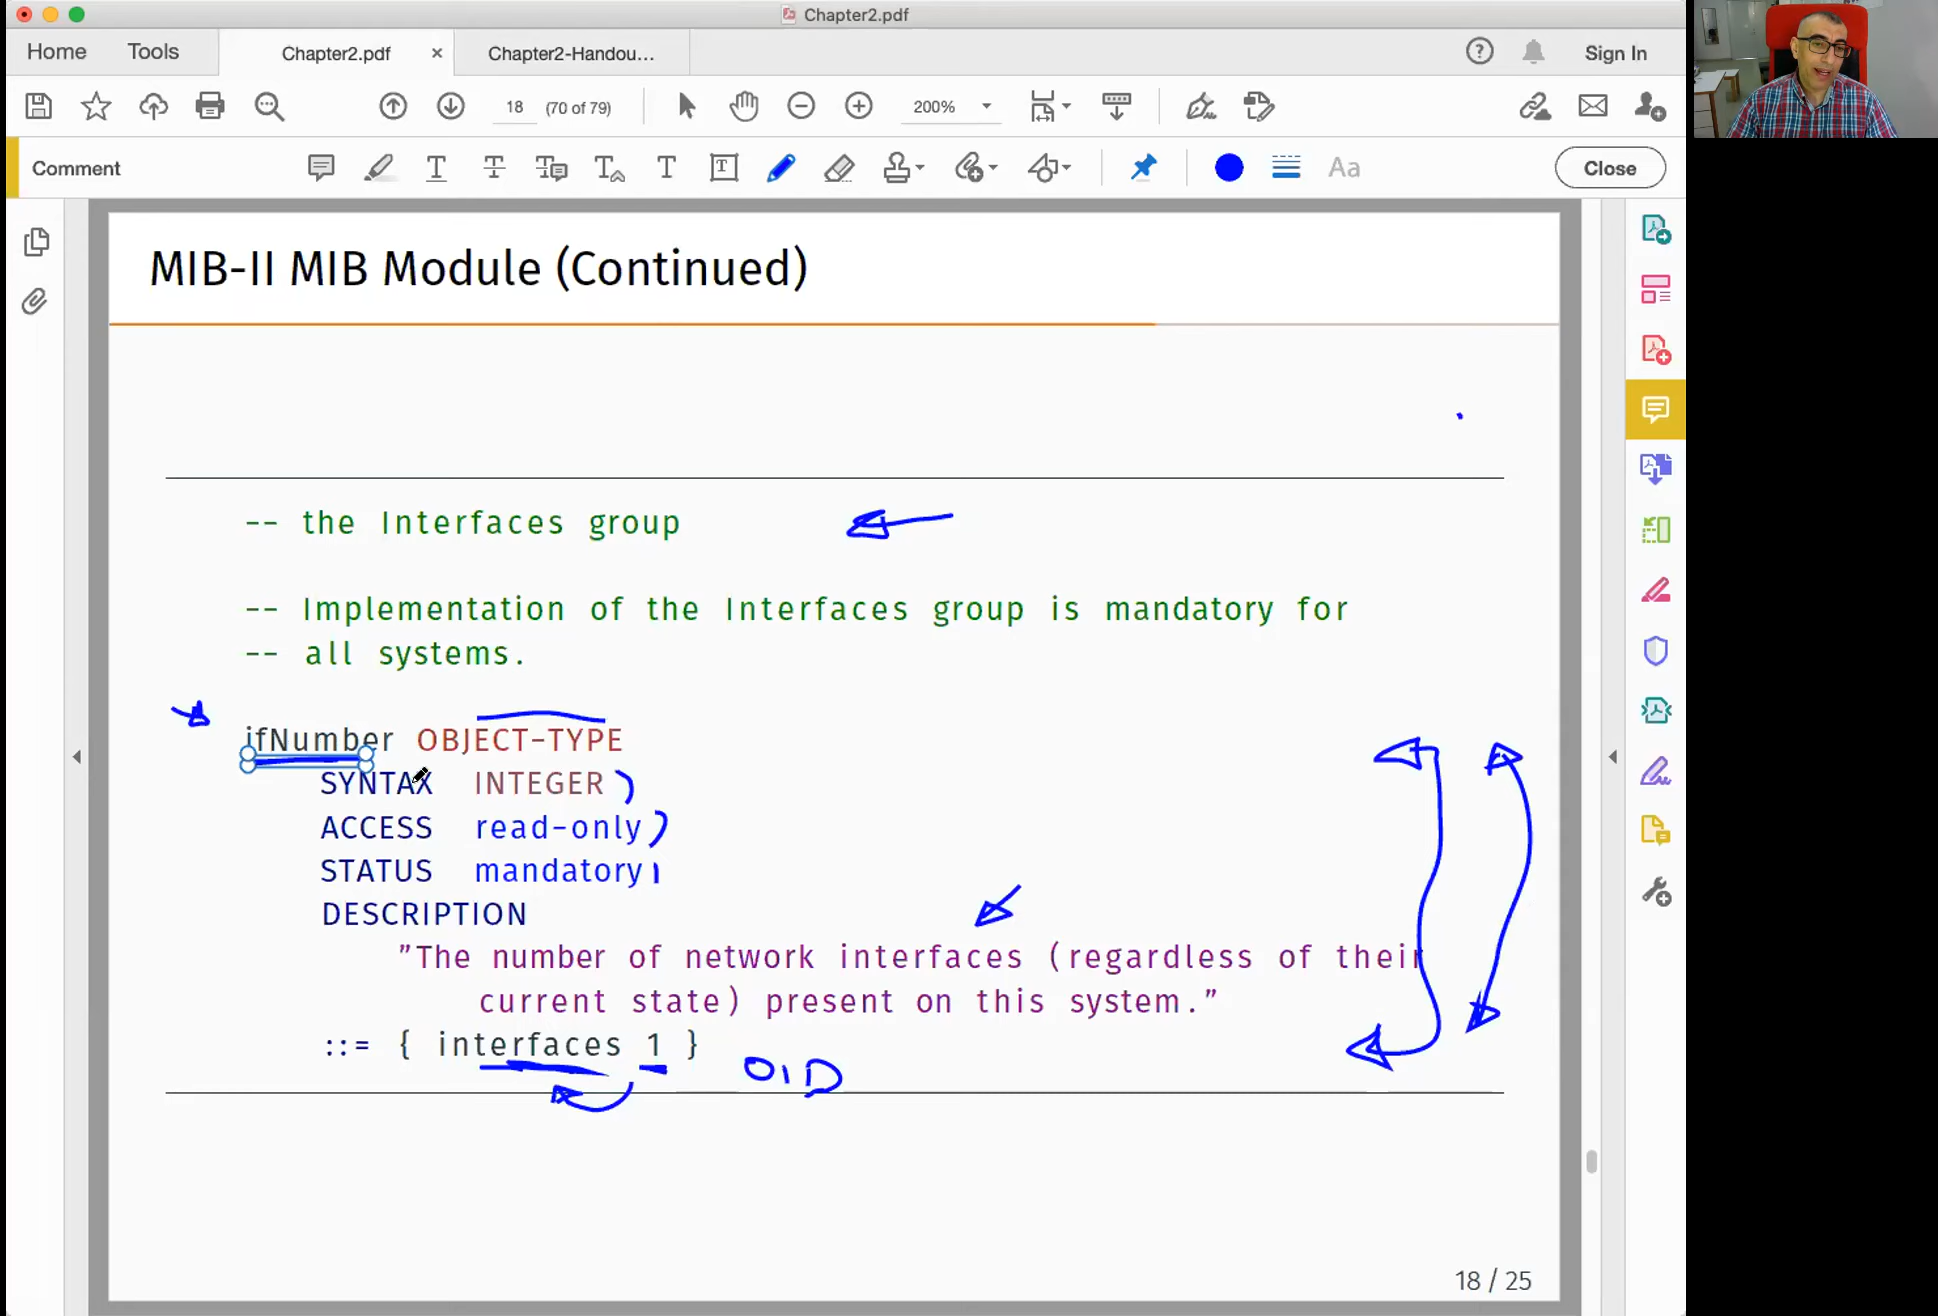 Chapter2.pdf
Home Tools Chapter2.pdf × Chapter2-Handou... Sign In
18 (70 of 79) 200%
Comment Aa Close
MIB-II MIB Module (Continued)
-- the Interfaces group
-- Implementation of the Interfaces group is mandatory for
-- all systems.
ifNumber OBJECT-TYPE
SYNTAX INTEGER
ACCESS read-only
STATUS mandatory
DESCRIPTION
"The number of network interfaces (regardless of their
current state) present on this system."
::= { interfaces 1 }
OID
18 / 25